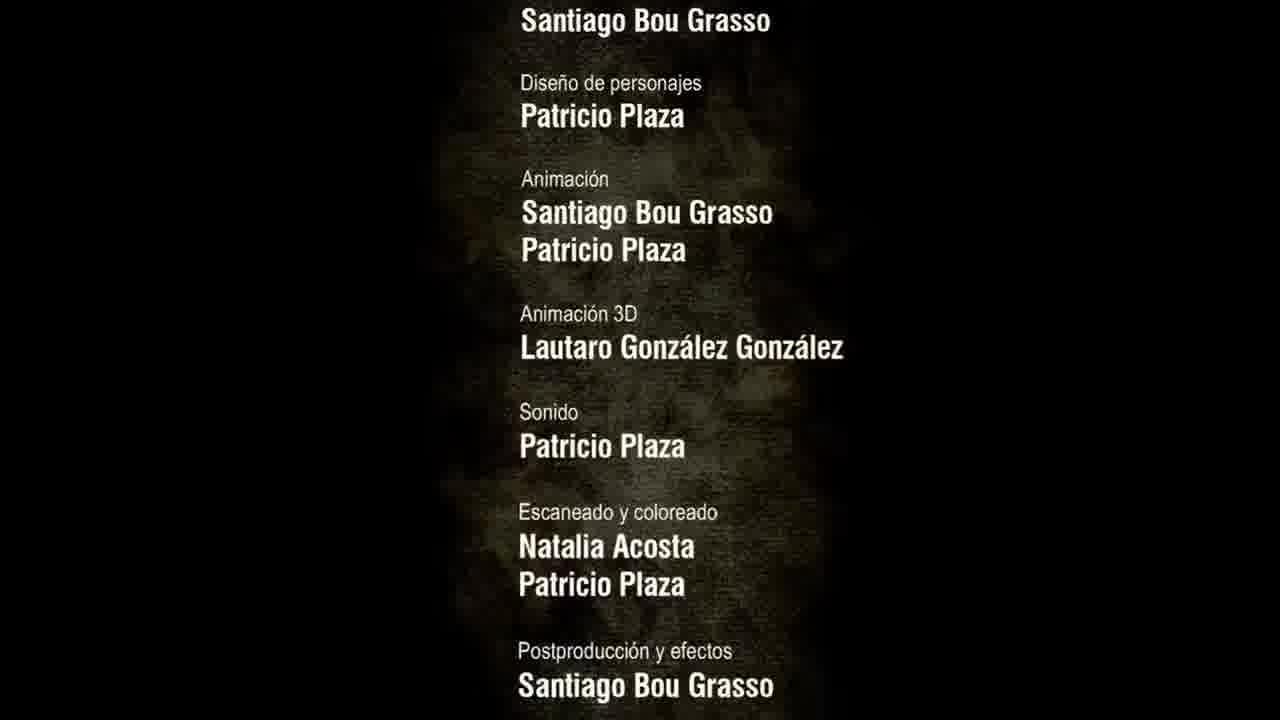 Santiago Bou Grasso
Diseño de personajes
Patricio Plaza
Animación
Santiago Bou Grasso
Patricio Plaza
Animación 3D
Lautaro González González
Sonido
Patricio Plaza
Escaneado y coloreado
Natalia Acosta
Patricio Plaza
Postproducción y efectos
Santiago Bou Grasso